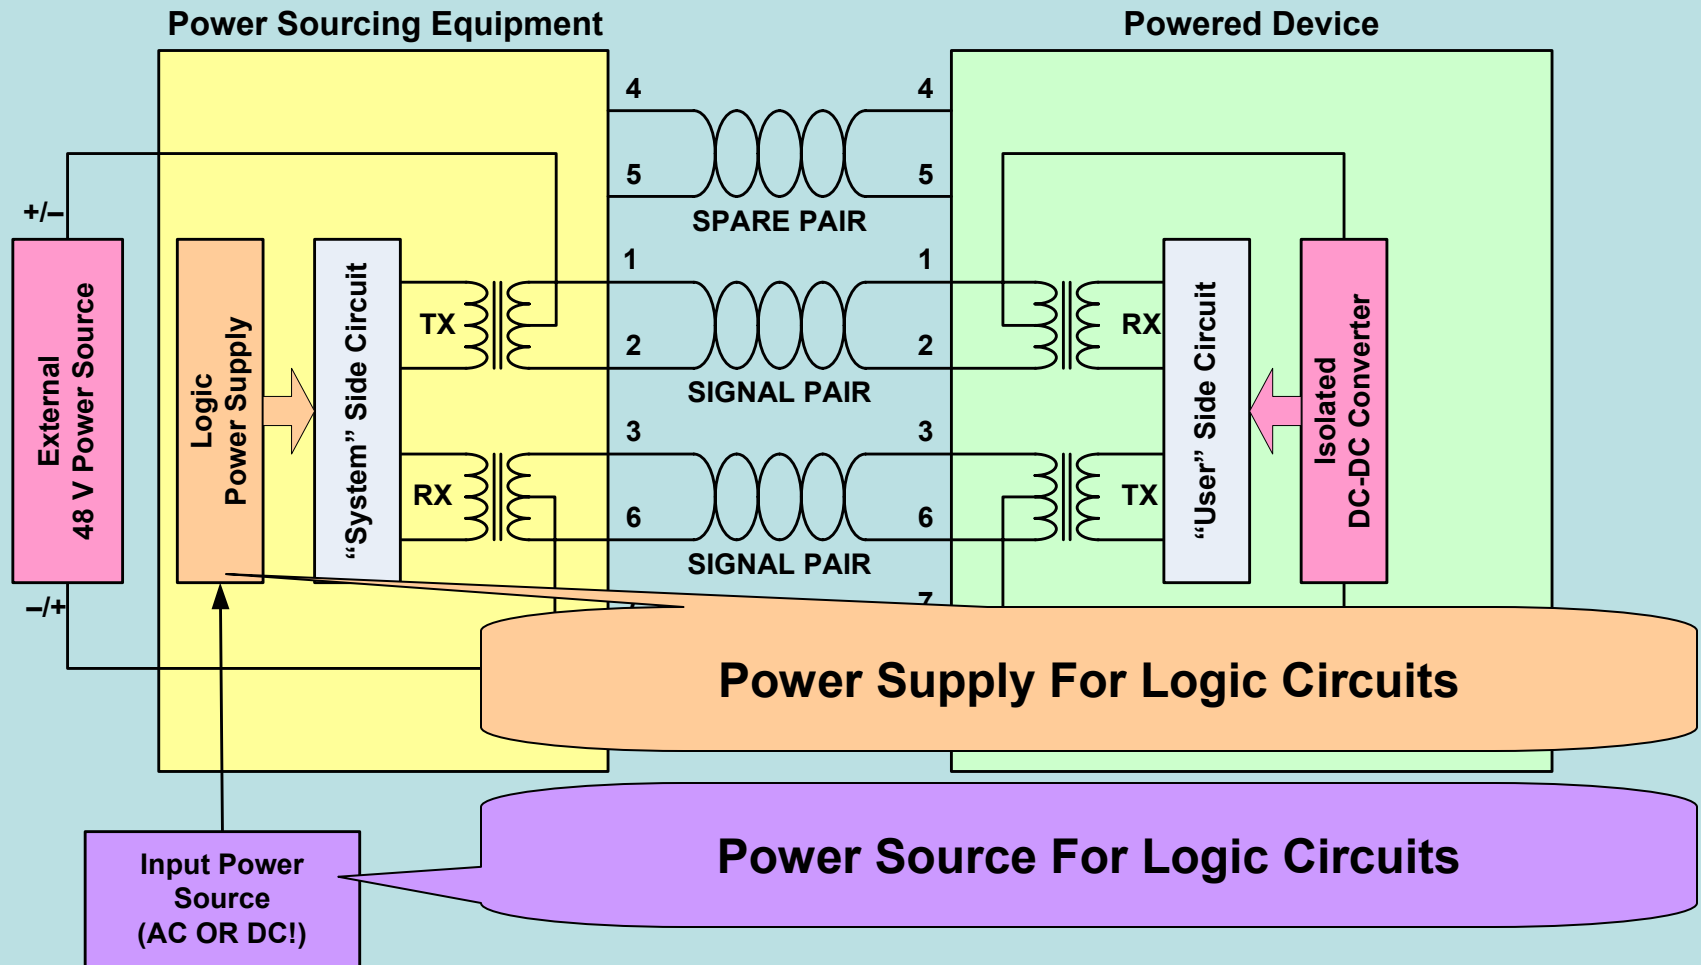 Power Sourcing Equipment
Powered Device
4
4
5
5
SPARE PAIR
+/–
–/+
External
48 V Power Source
Logic
Power Supply
“System” Side Circuit
TX
RX
1
1
2
2
SIGNAL PAIR
3
3
6
6
SIGNAL PAIR
7
RX
TX
“User” Side Circuit
Isolated
DC-DC Converter
Power Supply For Logic Circuits
Power Source For Logic Circuits
Input Power
Source
(AC OR DC!)